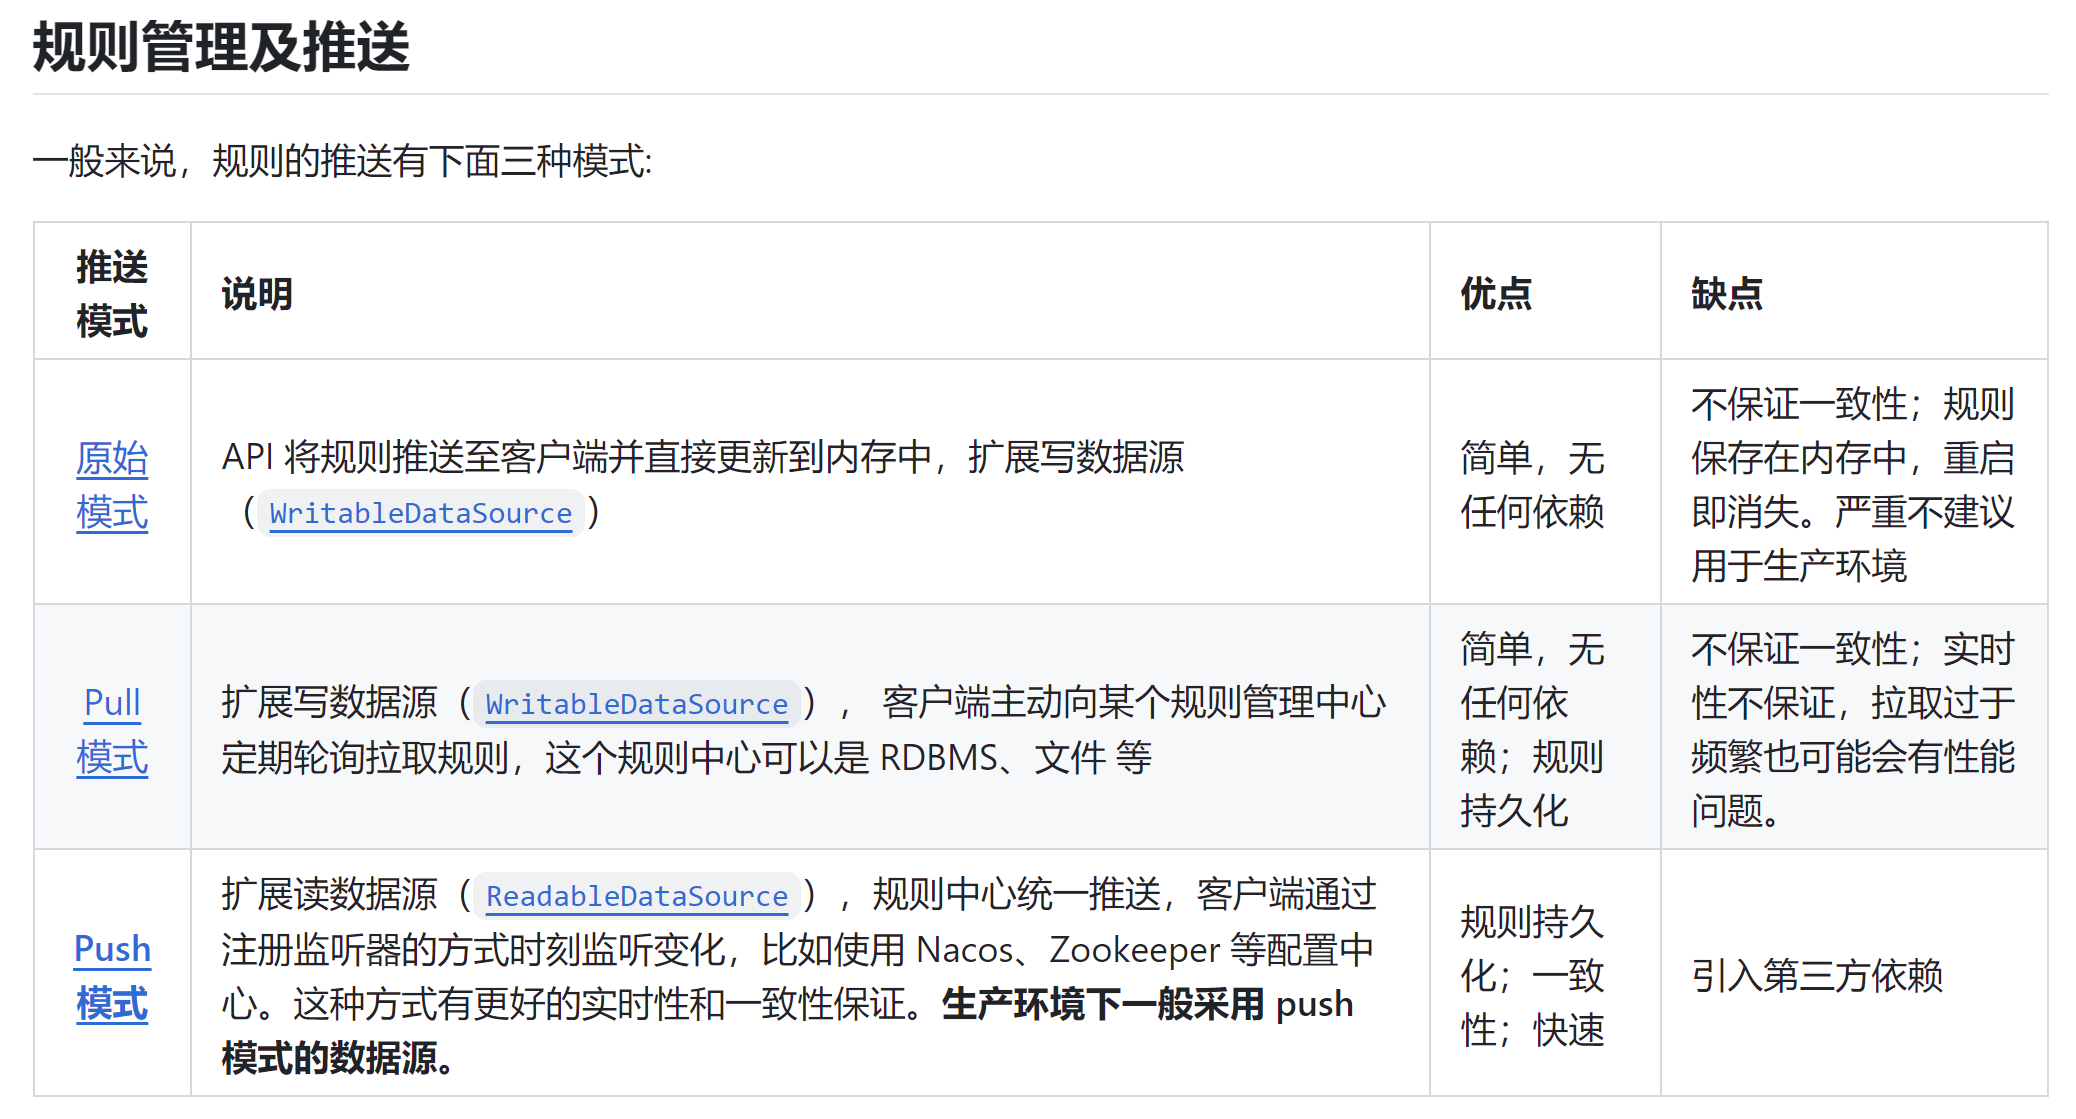 规则管理及推送
一般来说，规则的推送有下面三种模式:
推送
模式
说明
优点
缺点
原始
模式
API 将规则推送至客户端并直接更新到内存中，扩展写数据源
（WritableDataSource）
简单，无
任何依赖
不保证一致性；规则
保存在内存中，重启
即消失。严重不建议
用于生产环境
Pull
模式
扩展写数据源（WritableDataSource）， 客户端主动向某个规则管理中心
定期轮询拉取规则，这个规则中心可以是 RDBMS、文件 等
简单，无
任何依
赖；规则
持久化
不保证一致性；实时
性不保证，拉取过于
频繁也可能会有性能
问题。
Push
模式
扩展读数据源（ReadableDataSource），规则中心统一推送，客户端通过
注册监听器的方式时刻监听变化，比如使用 Nacos、Zookeeper 等配置中
心。这种方式有更好的实时性和一致性保证。生产环境下一般采用 push
模式的数据源。
规则持久
化；一致
性；快速
引入第三方依赖